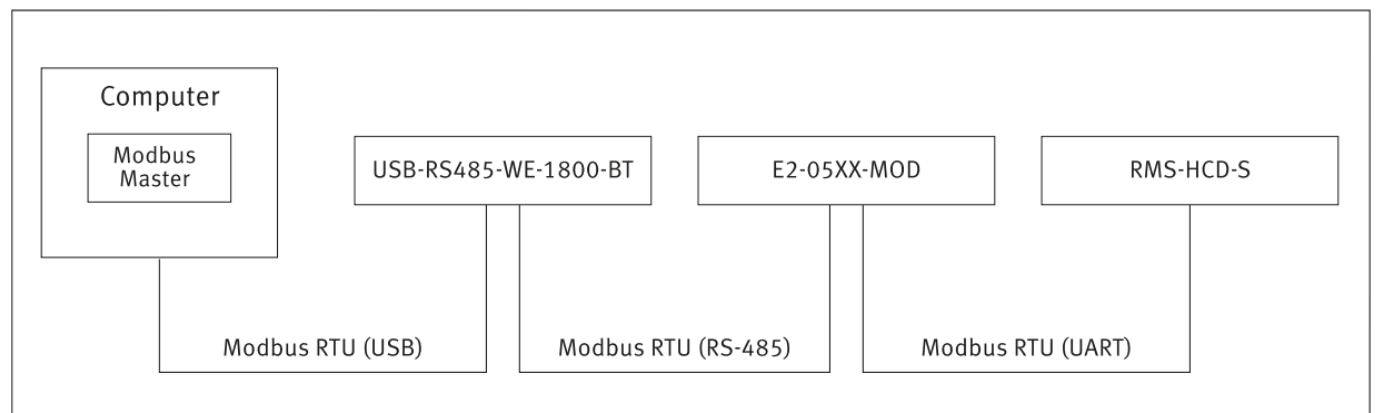 Computer
Modbus
Master
USB-RS485-WE-1800-BT
E2-05XX-MOD
RMS-HCD-S
Modbus RTU (USB)
Modbus RTU (RS-485)
Modbus RTU (UART)